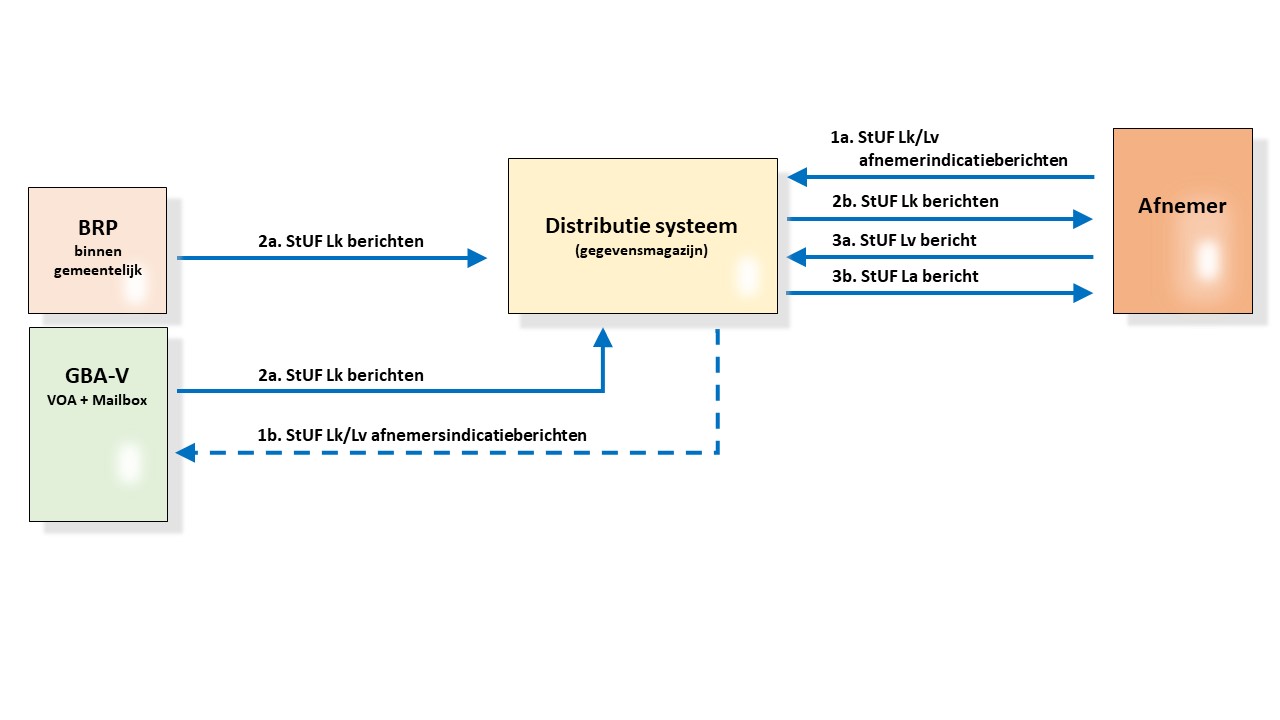 BRP
binnen
gemeentelijk
GBA-V
VOA + Mailbox
2a. StUF Lk berichten
2a. StUF Lk berichten
1b. StUF Lk/Lv afnemersindicatieberichten
Distributie systeem
(gegevensmagazijn)
1a. StUF Lk/Lv
afnemerindicatieberichten
2b. StUF Lk berichten
3a. StUF Lv bericht
3b. StUF La bericht
Afnemer